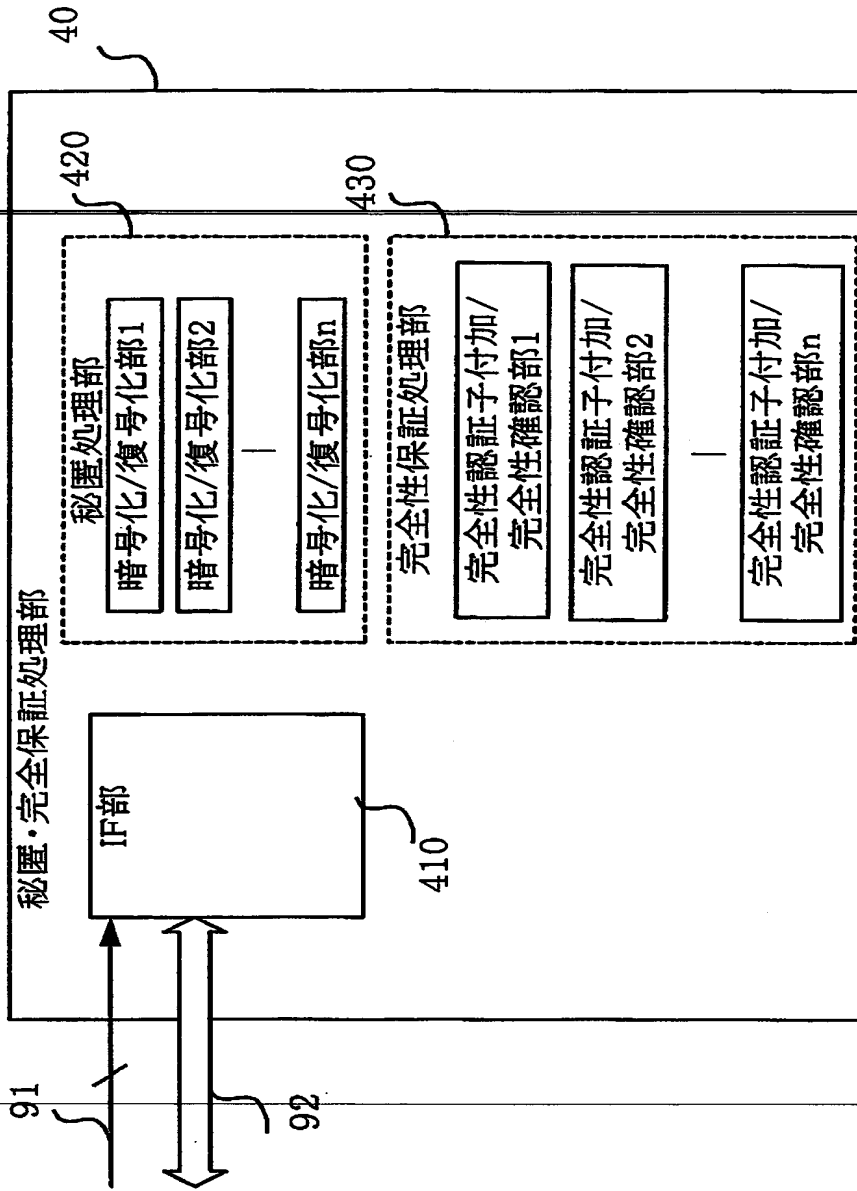 秘匿・完全保証処理部
40
91
92
IF部
410
420
秘匿処理部
暗号化/復号化部1
暗号化/復号化部2
暗号化/復号化部n
430
完全性保証処理部
完全性認証子付加/
完全性確認部1
完全性認証子付加/
完全性確認部2
完全性認証子付加/
完全性確認部n